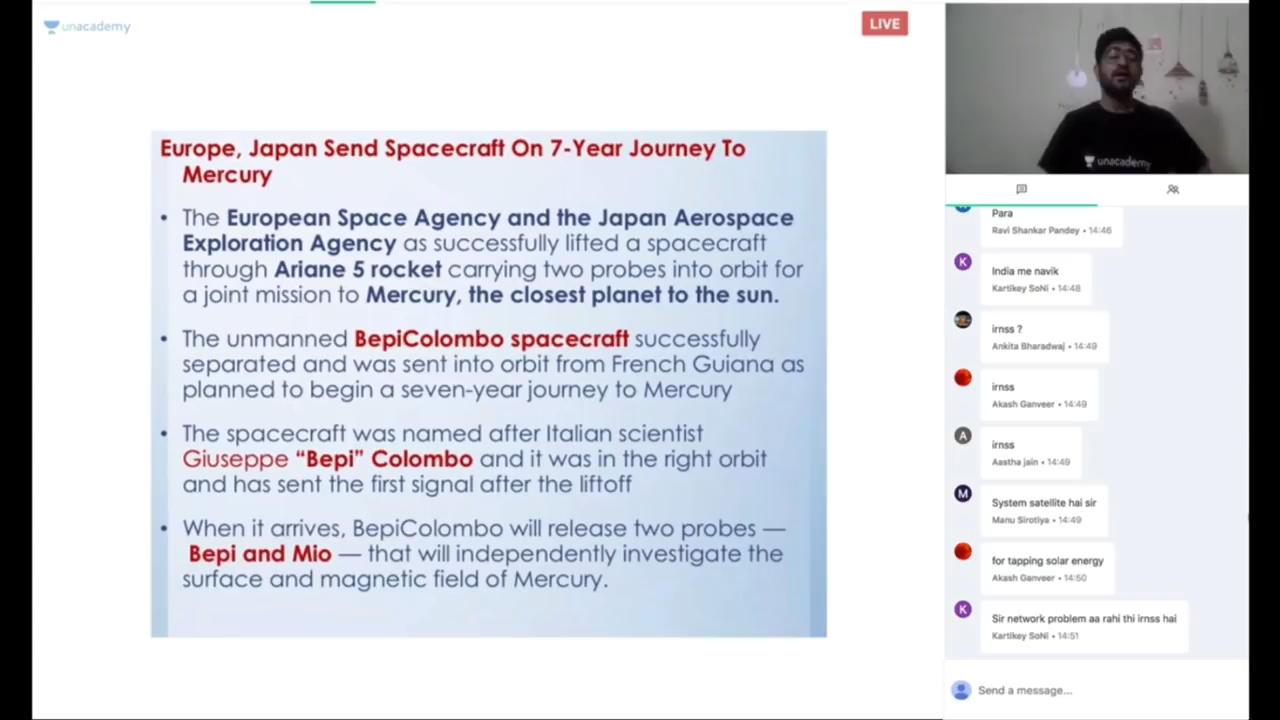 unacademy
LIVE
Europe, Japan Send Spacecraft On 7-Year Journey To
Mercury
• The European Space Agency and the Japan Aerospace
Exploration Agency as successfully lifted a spacecraft
through Ariane 5 rocket carrying two probes into orbit for
a joint mission to Mercury, the closest planet to the sun.
• The unmanned BepiColombo spacecraft successfully
separated and was sent into orbit from French Guiana as
planned to begin a seven-year journey to Mercury
• The spacecraft was named after Italian scientist
Giuseppe “Bepi” Colombo and it was in the right orbit
and has sent the first signal after the liftoff
• When it arrives, BepiColombo will release two probes —
Bepi and Mio — that will independently investigate the
surface and magnetic field of Mercury.
unacademy
Para
Ravi Shankar Pandey • 14:46
K
India me navik
Kartikey SoNi • 14:48
irnss ?
Ankita Bharadwaj • 14:49
irnss
Akash Ganveer • 14:49
A
irnss
Aastha jain • 14:49
M
System satellite hai sir
Manu Sirotiya • 14:49
for tapping solar energy
Akash Ganveer • 14:50
K
Sir network problem aa rahi thi irnss hai
Kartikey SoNi • 14:51
Send a message...